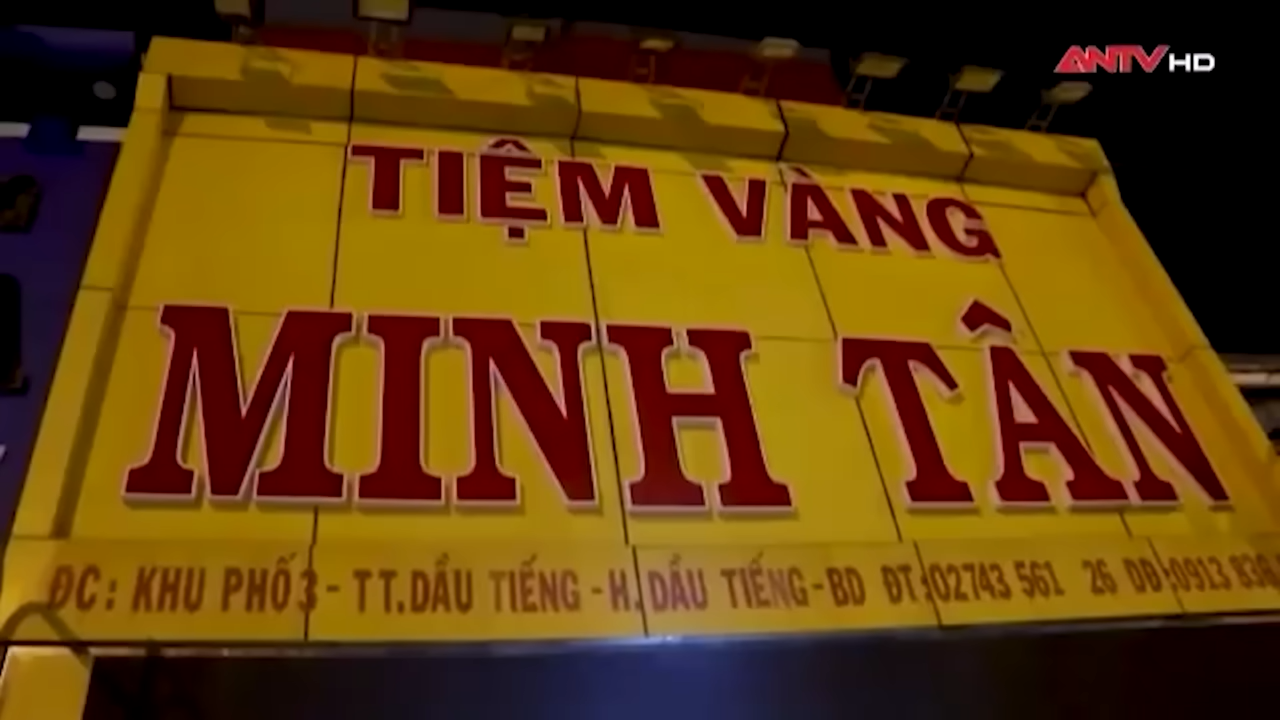 ANTV HD
TIỆM VÀNG
MINH TÂN
ĐC: KHU PHỐ 3 - TT.DẦU TIẾNG - H. DẦU TIẾNG - BD ĐT: 02743 561 26 DĐ: 0913 836